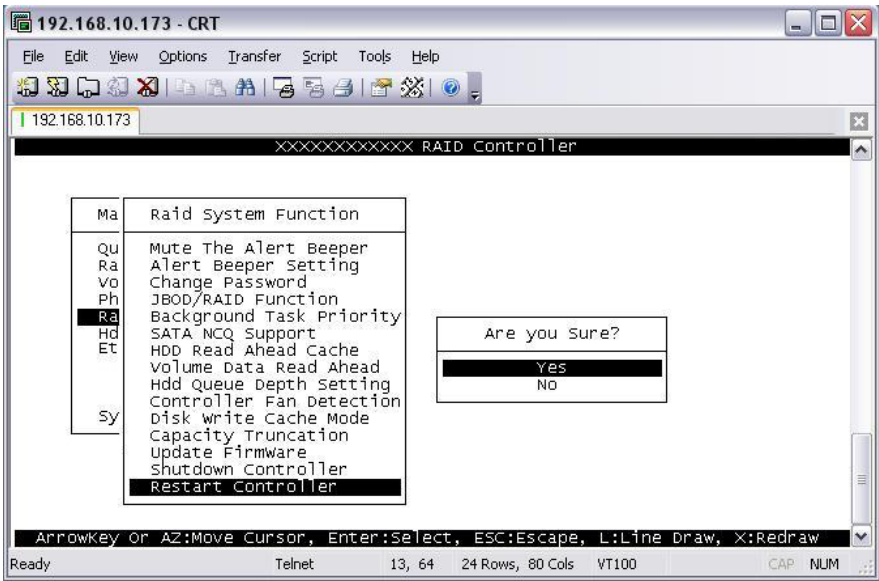 192.168.10.173 - CRT
File Edit View Options Transfer Script Tools Help
192.168.10.173
XXXXXXXXXXXX RAID Controller
Ma
Qu
Ra
Vo
Ph
Ra
Hd
Et
Sy
Raid System Function
Mute The Alert Beeper
Alert Beeper Setting
Change Password
JBOD/RAID Function
Background Task Priority
SATA NCQ Support
HDD Read Ahead Cache
Volume Data Read Ahead
Hdd Queue Depth Setting
Controller Fan Detection
Disk Write Cache Mode
Capacity Truncation
Update FirmWare
Shutdown Controller
Restart Controller
Are you Sure?
Yes
No
ArrowKey Or AZ:Move Cursor, Enter:Select, ESC:Escape, L:Line Draw, X:Redraw
Ready Telnet 13, 64 24 Rows, 80 Cols VT100 CAP NUM